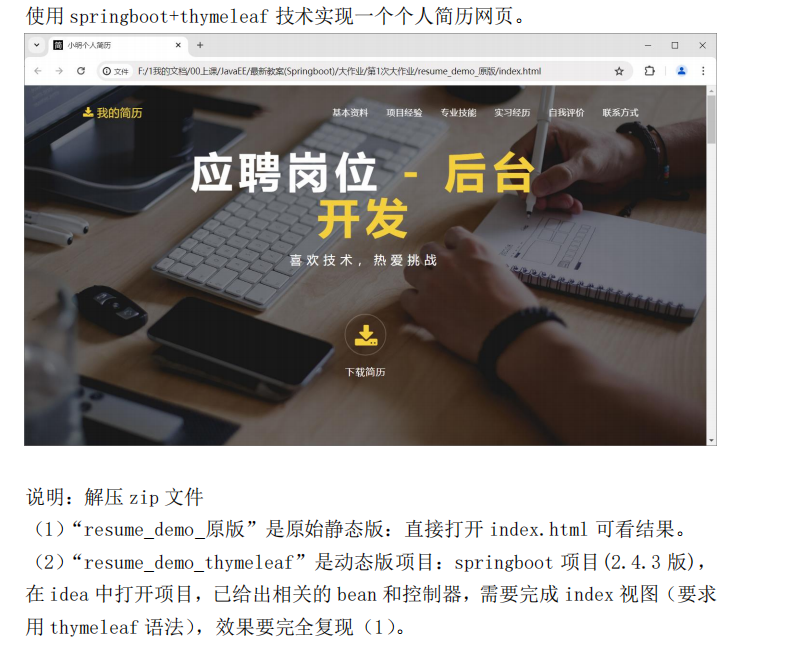 使用 springboot+thymeleaf 技术实现一个个人简历网页。
简 小明个人简历
文件 F:/1我的文档/00上课/JavaEE/最新教案(Springboot)/大作业/第1次大作业/resume_demo_原版/index.html
我的简历 基本资料 项目经验 专业技能 实习经历 自我评价 联系方式
应聘岗位 - 后台
开发
喜欢技术，热爱挑战
下载简历
说明：解压 zip 文件
（1）“resume_demo_原版”是原始静态版：直接打开 index.html 可看结果。
（2）“resume_demo_thymeleaf”是动态版项目：springboot 项目(2.4.3 版)，
在 idea 中打开项目，已给出相关的 bean 和控制器，需要完成 index 视图（要求
用 thymeleaf 语法），效果要完全复现（1）。